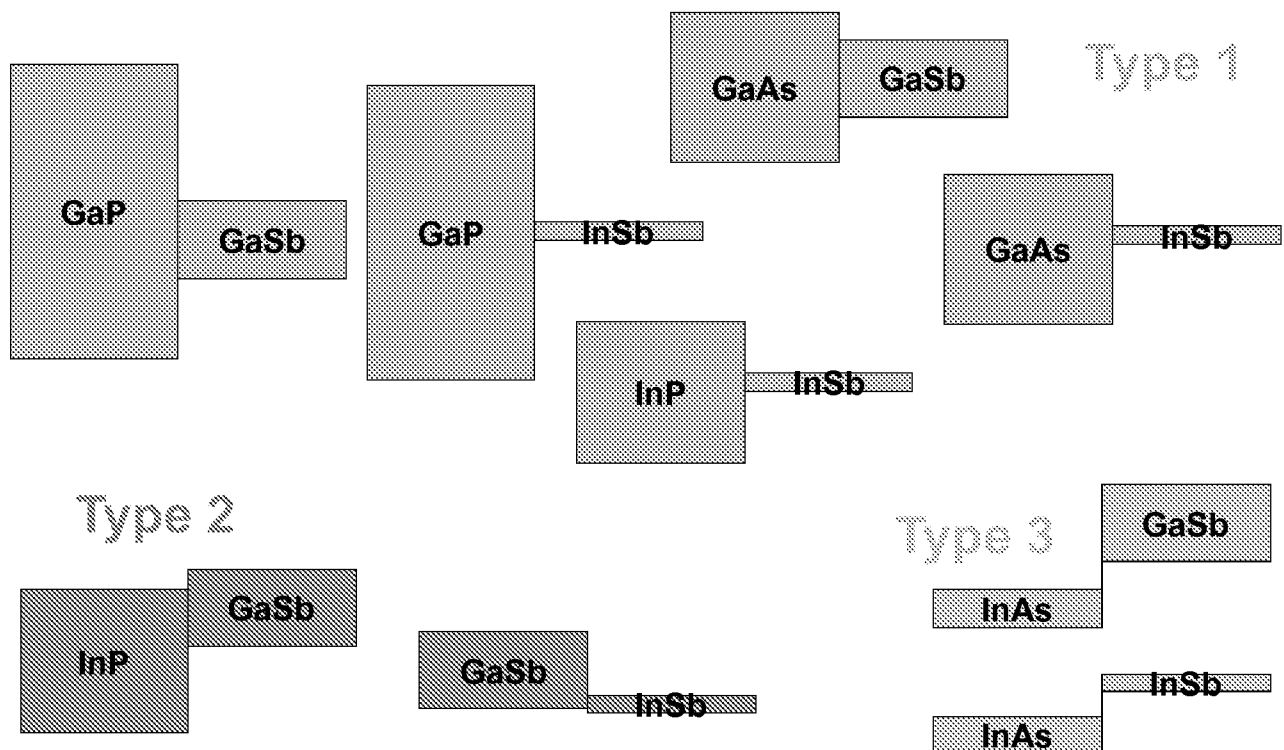 Type 1
GaAs
GaSb
GaP
GaSb
GaP
InSb
GaAs
InSb
InP
InSb
Type 2
InP
GaSb
GaSb
InSb
Type 3
GaSb
InAs
InSb
InAs